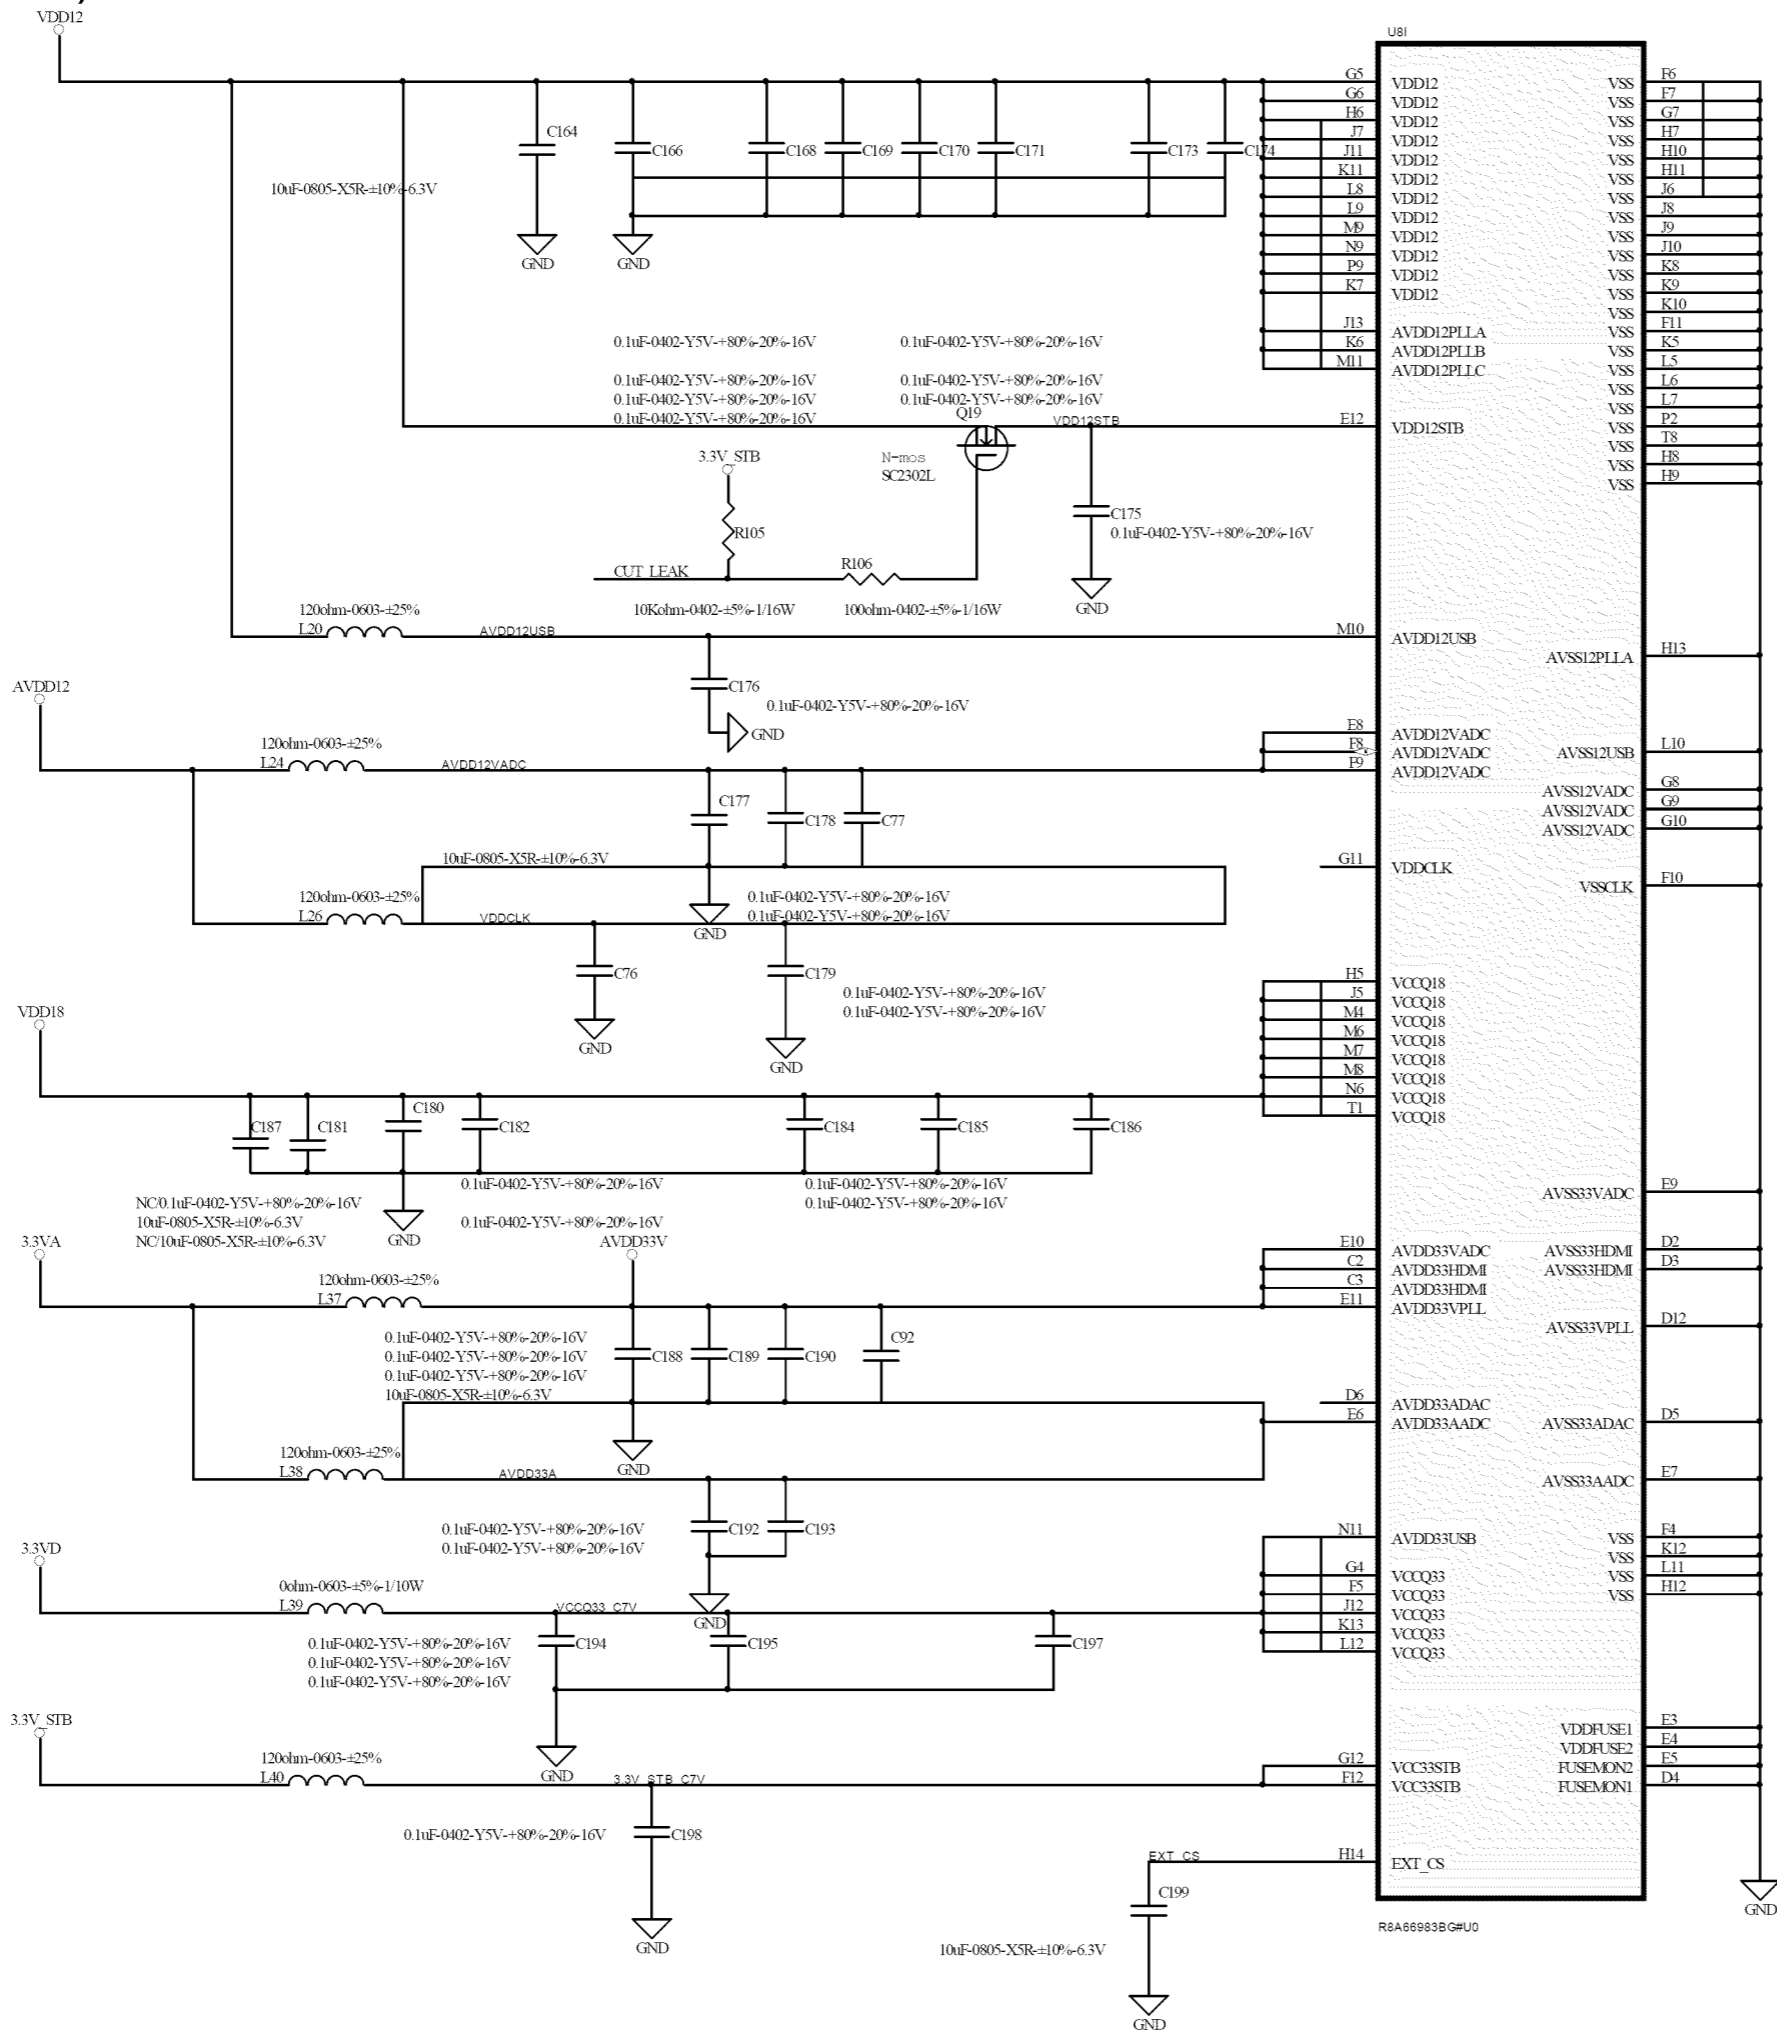 VDD12
U8I
G5 VDD12 VSS F6
G6 VDD12 VSS F7
H6 VDD12 VSS G7
J7 VDD12 VSS H7
J11 VDD12 VSS H10
K11 VDD12 VSS H11
L8 VDD12 VSS J6
L9 VDD12 VSS J8
M9 VDD12 VSS J9
N9 VDD12 VSS J10
P9 VDD12 VSS K8
K7 VDD12 VSS K9
VSS K10
J13 AVDD12PLLA VSS F11
K6 AVDD12PLLB VSS K5
M11 AVDD12PLLC VSS L5
VSS L6
VSS L7
E12 VDD12STB VSS P2
VSS T8
VSS H8
VSS H9
C164
C166 C168 C169 C170 C171 C173 C174
10uF-0805-X5R-±10%-6.3V
GND GND
0.1uF-0402-Y5V-+80%-20%-16V 0.1uF-0402-Y5V-+80%-20%-16V
0.1uF-0402-Y5V-+80%-20%-16V 0.1uF-0402-Y5V-+80%-20%-16V
0.1uF-0402-Y5V-+80%-20%-16V 0.1uF-0402-Y5V-+80%-20%-16V
0.1uF-0402-Y5V-+80%-20%-16V
Q19 VDD12STB
3.3V_STB
N-mos
SC2302L
R105
C175
0.1uF-0402-Y5V-+80%-20%-16V
CUT_LEAK R106
10Kohm-0402-±5%-1/16W 100ohm-0402-±5%-1/16W GND
120ohm-0603-±25%
L20 AVDD12USB M10 AVDD12USB
AVSS12PLLA H13
C176
0.1uF-0402-Y5V-+80%-20%-16V
GND
AVDD12
120ohm-0603-±25%
L24 AVDD12VADC
E8 AVDD12VADC
F8 AVDD12VADC AVSS12USB L10
F9 AVDD12VADC
AVSS12VADC G8
AVSS12VADC G9
AVSS12VADC G10
C177 C178 C77
10uF-0805-X5R-±10%-6.3V
G11 VDDCLK
VSSCLK F10
120ohm-0603-±25%
L26 VDDCLK
0.1uF-0402-Y5V-+80%-20%-16V
0.1uF-0402-Y5V-+80%-20%-16V
GND
C76 C179
0.1uF-0402-Y5V-+80%-20%-16V
0.1uF-0402-Y5V-+80%-20%-16V
GND GND
VDD18
H5 VCCQ18
J5 VCCQ18
M4 VCCQ18
M6 VCCQ18
M7 VCCQ18
M8 VCCQ18
N6 VCCQ18
T1 VCCQ18
C187 C181 C180 C182 C184 C185 C186
0.1uF-0402-Y5V-+80%-20%-16V 0.1uF-0402-Y5V-+80%-20%-16V
NC/0.1uF-0402-Y5V-+80%-20%-16V 0.1uF-0402-Y5V-+80%-20%-16V
10uF-0805-X5R-±10%-6.3V 0.1uF-0402-Y5V-+80%-20%-16V
NC/10uF-0805-X5R-±10%-6.3V
GND
AVSS33VADC E9
3.3VA AVDD33V
120ohm-0603-±25%
L37
E10 AVDD33VADC AVSS33HDMI D2
C2 AVDD33HDMI AVSS33HDMI D3
C3 AVDD33HDMI
E11 AVDD33VPLL
AVSS33VPLL D12
0.1uF-0402-Y5V-+80%-20%-16V
0.1uF-0402-Y5V-+80%-20%-16V
0.1uF-0402-Y5V-+80%-20%-16V
10uF-0805-X5R-±10%-6.3V
C188 C189 C190 C92
D6 AVDD33ADAC
E6 AVDD33AADC AVSS33ADAC D5
GND
120ohm-0603-±25%
L38 AVDD33A
AVSS33AADC E7
0.1uF-0402-Y5V-+80%-20%-16V
0.1uF-0402-Y5V-+80%-20%-16V
C192 C193
GND
3.3VD
N11 AVDD33USB VSS F4
VSS K12
G4 VCCQ33 VSS L11
F5 VCCQ33 VSS H12
J12 VCCQ33
K13 VCCQ33
L12 VCCQ33
0ohm-0603-±5%-1/10W
L39 VCCQ33_C7V
0.1uF-0402-Y5V-+80%-20%-16V
0.1uF-0402-Y5V-+80%-20%-16V
0.1uF-0402-Y5V-+80%-20%-16V
C194 C195 C197
GND
3.3V_STB
120ohm-0603-±25%
L40 3.3V_STB_C7V
VDDFUSE1 E3
VDDFUSE2 E4
G12 VCC33STB FUSEMON2 E5
F12 VCC33STB FUSEMON1 D4
0.1uF-0402-Y5V-+80%-20%-16V C198
GND
EXT_CS H14 EXT_CS
C199
10uF-0805-X5R-±10%-6.3V
GND
GND
R8A66983BG#U0